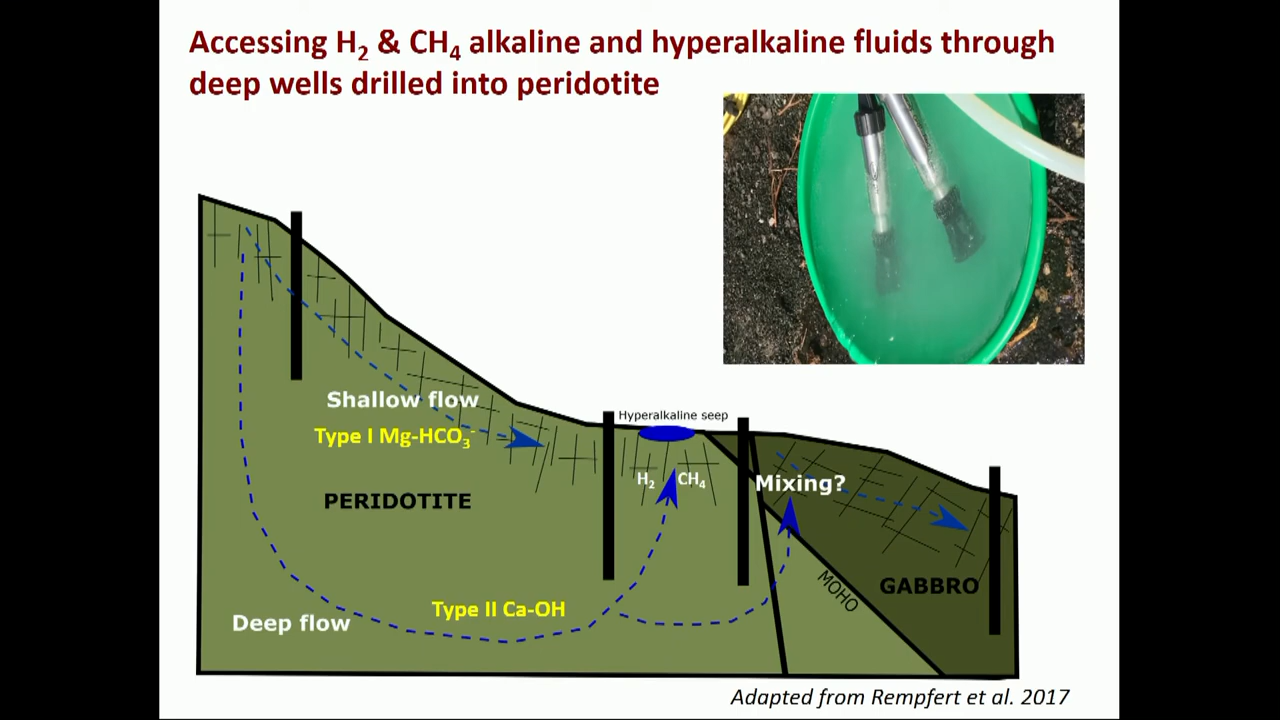 Accessing H₂ & CH₄ alkaline and hyperalkaline fluids through
deep wells drilled into peridotite
Hyperalkaline seep
Shallow flow
Type I Mg-HCO₃⁻
H₂ CH₄
Mixing?
PERIDOTITE
GABBRO
MOHO
Type II Ca-OH
Deep flow
Adapted from Rempfert et al. 2017